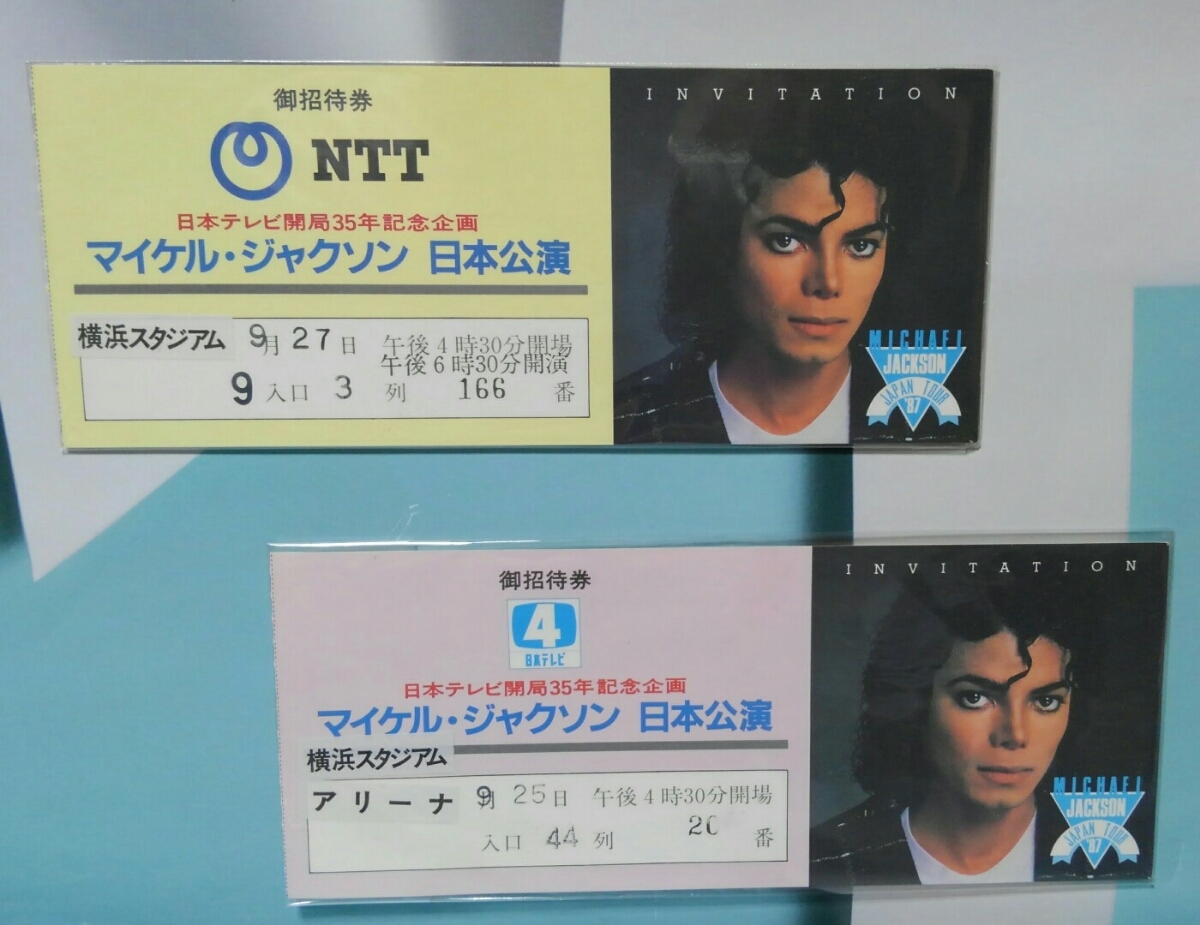 御招待券
NTT
日本テレビ開局35年記念企画
マイケル・ジャクソン 日本公演
横浜スタジアム 9月27日 午後4時30分開場
午後6時30分開演
9入口 3列 166番
INVITATION
MICHAEL
JACKSON
JAPAN TOUR
'87
御招待券
4
日本テレビ
日本テレビ開局35年記念企画
マイケル・ジャクソン 日本公演
横浜スタジアム
アリーナ 9月25日 午後4時30分開場
入口 44列 番
INVITATION
MICHAEL
JACKSON
JAPAN TOUR
'87